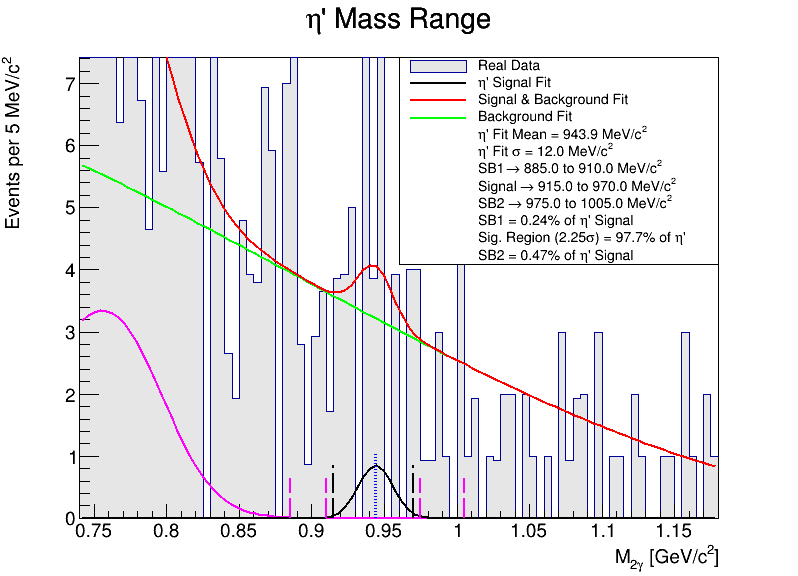 η' Mass Range
Events per 5 MeV/c²
7
6
5
4
3
2
1
0
Real Data
η' Signal Fit
Signal & Background Fit
Background Fit
η' Fit Mean = 943.9 MeV/c²
η' Fit σ = 12.0 MeV/c²
SB1 → 885.0 to 910.0 MeV/c²
Signal → 915.0 to 970.0 MeV/c²
SB2 → 975.0 to 1005.0 MeV/c²
SB1 = 0.24% of η' Signal
Sig. Region (2.25σ) = 97.7% of η'
SB2 = 0.47% of η' Signal
0.75 0.8 0.85 0.9 0.95 1 1.05 1.1 1.15
M₂γ [GeV/c²]